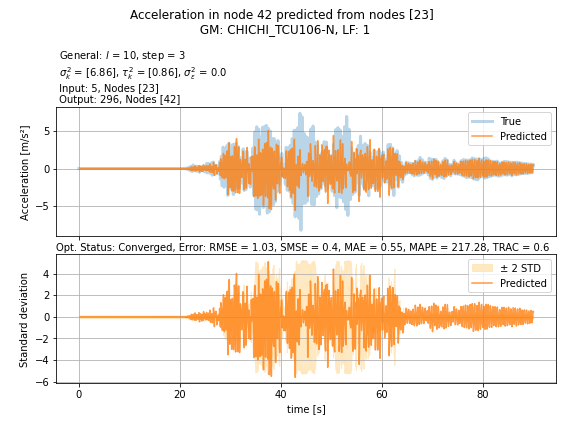 Acceleration in node 42 predicted from nodes [23]
GM: CHICHI_TCU106-N, LF: 1
General: l = 10, step = 3
σ²ₖ = [6.86], τ²ₖ = [0.86], σ²ε = 0.0
Input: 5, Nodes [23]
Output: 296, Nodes [42]
True
Predicted
Acceleration [m/s²]
5
0
−5
Opt. Status: Converged, Error: RMSE = 1.03, SMSE = 0.4, MAE = 0.55, MAPE = 217.28, TRAC = 0.6
± 2 STD
Predicted
Standard deviation
4
2
0
−2
−4
−6
0 20 40 60 80
time [s]